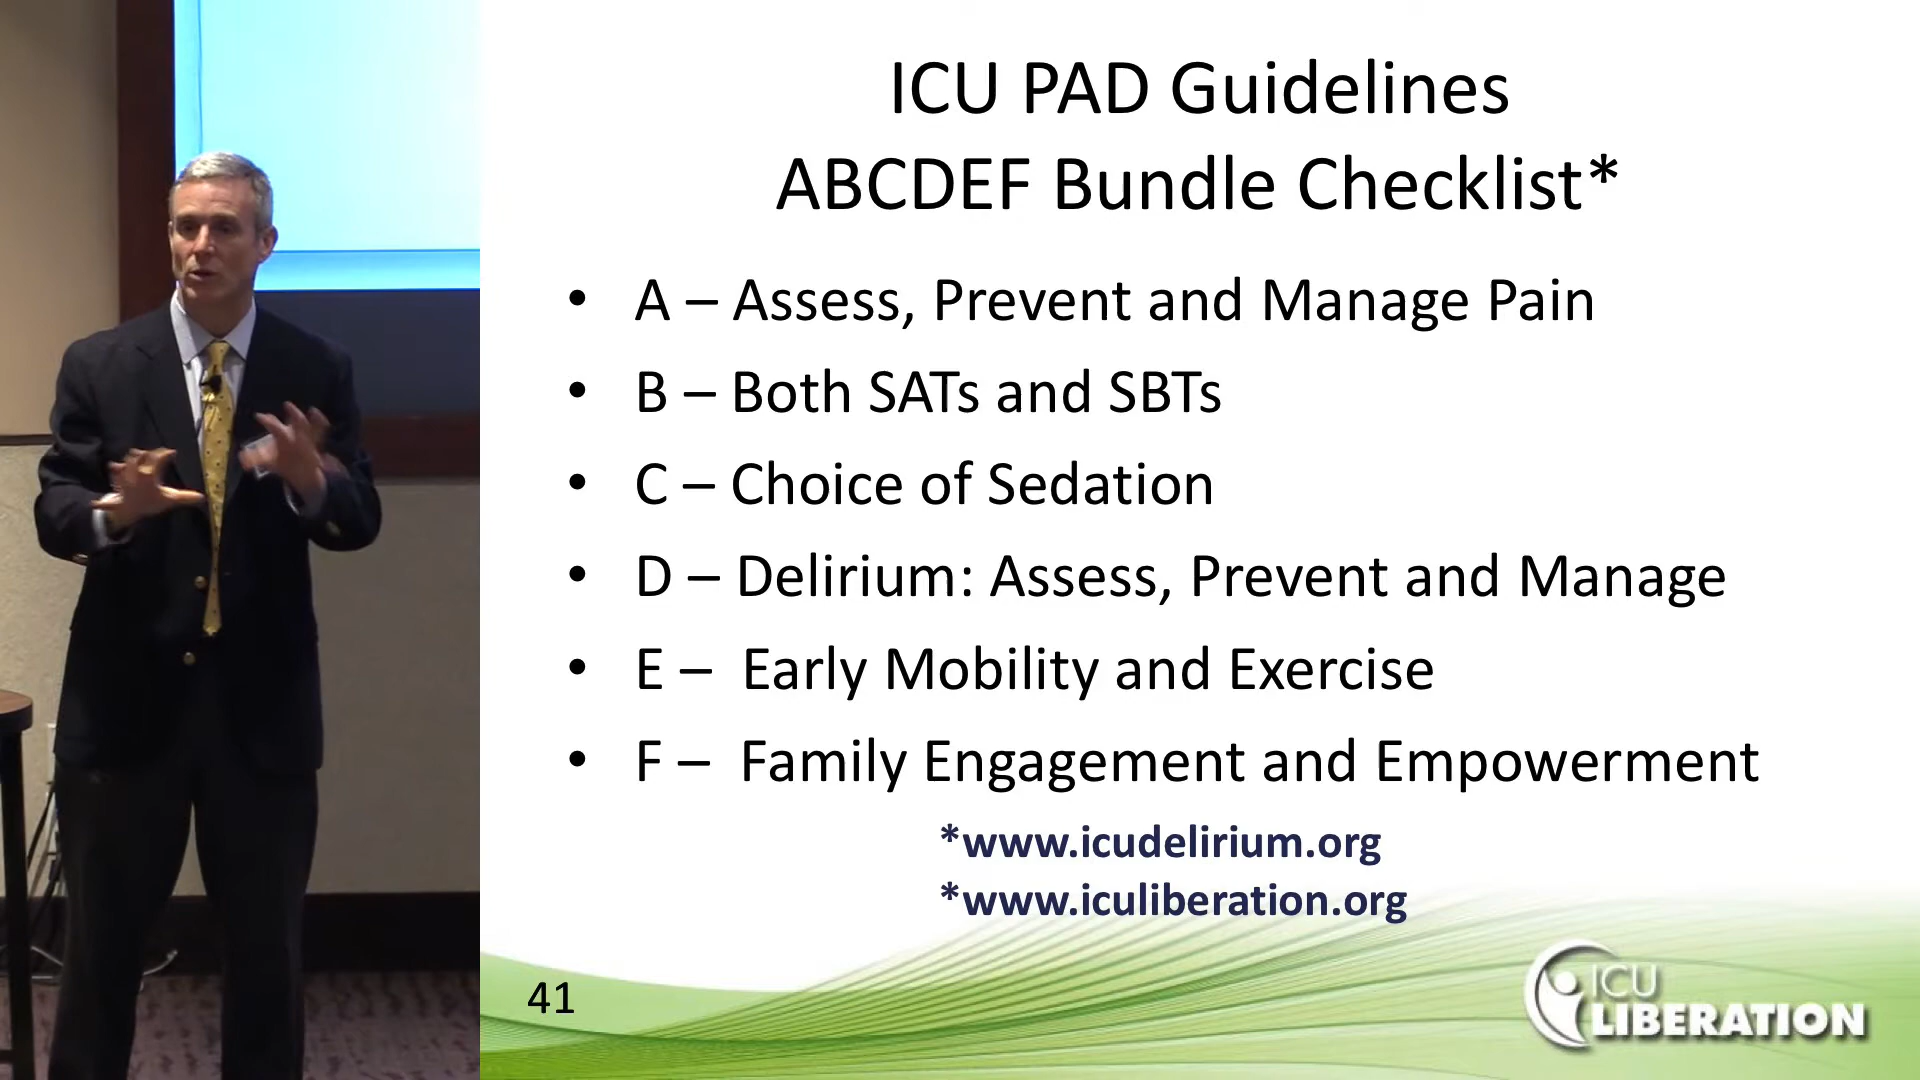 ICU PAD Guidelines
ABCDEF Bundle Checklist*
• A – Assess, Prevent and Manage Pain
• B – Both SATs and SBTs
• C – Choice of Sedation
• D – Delirium: Assess, Prevent and Manage
• E –  Early Mobility and Exercise
• F –  Family Engagement and Empowerment
*www.icudelirium.org
*www.iculiberation.org
41
ICU
LIBERATION